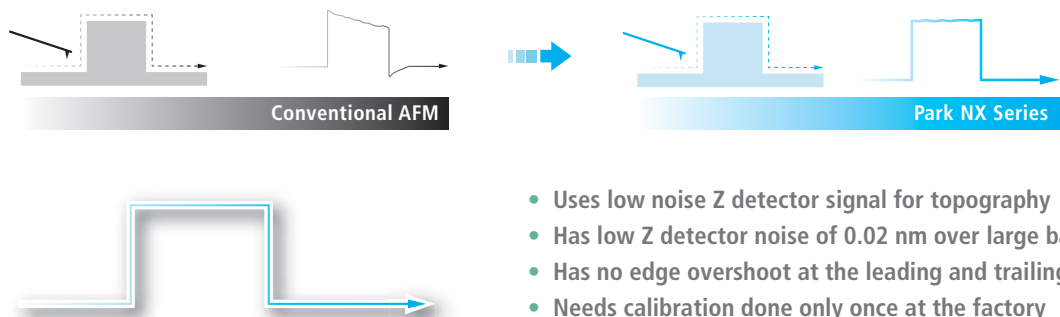 Conventional AFM
Park NX Series
• Uses low noise Z detector signal for topography
• Has low Z detector noise of 0.02 nm over large
• Has no edge overshoot at the leading and trailing
• Needs calibration done only once at the factory